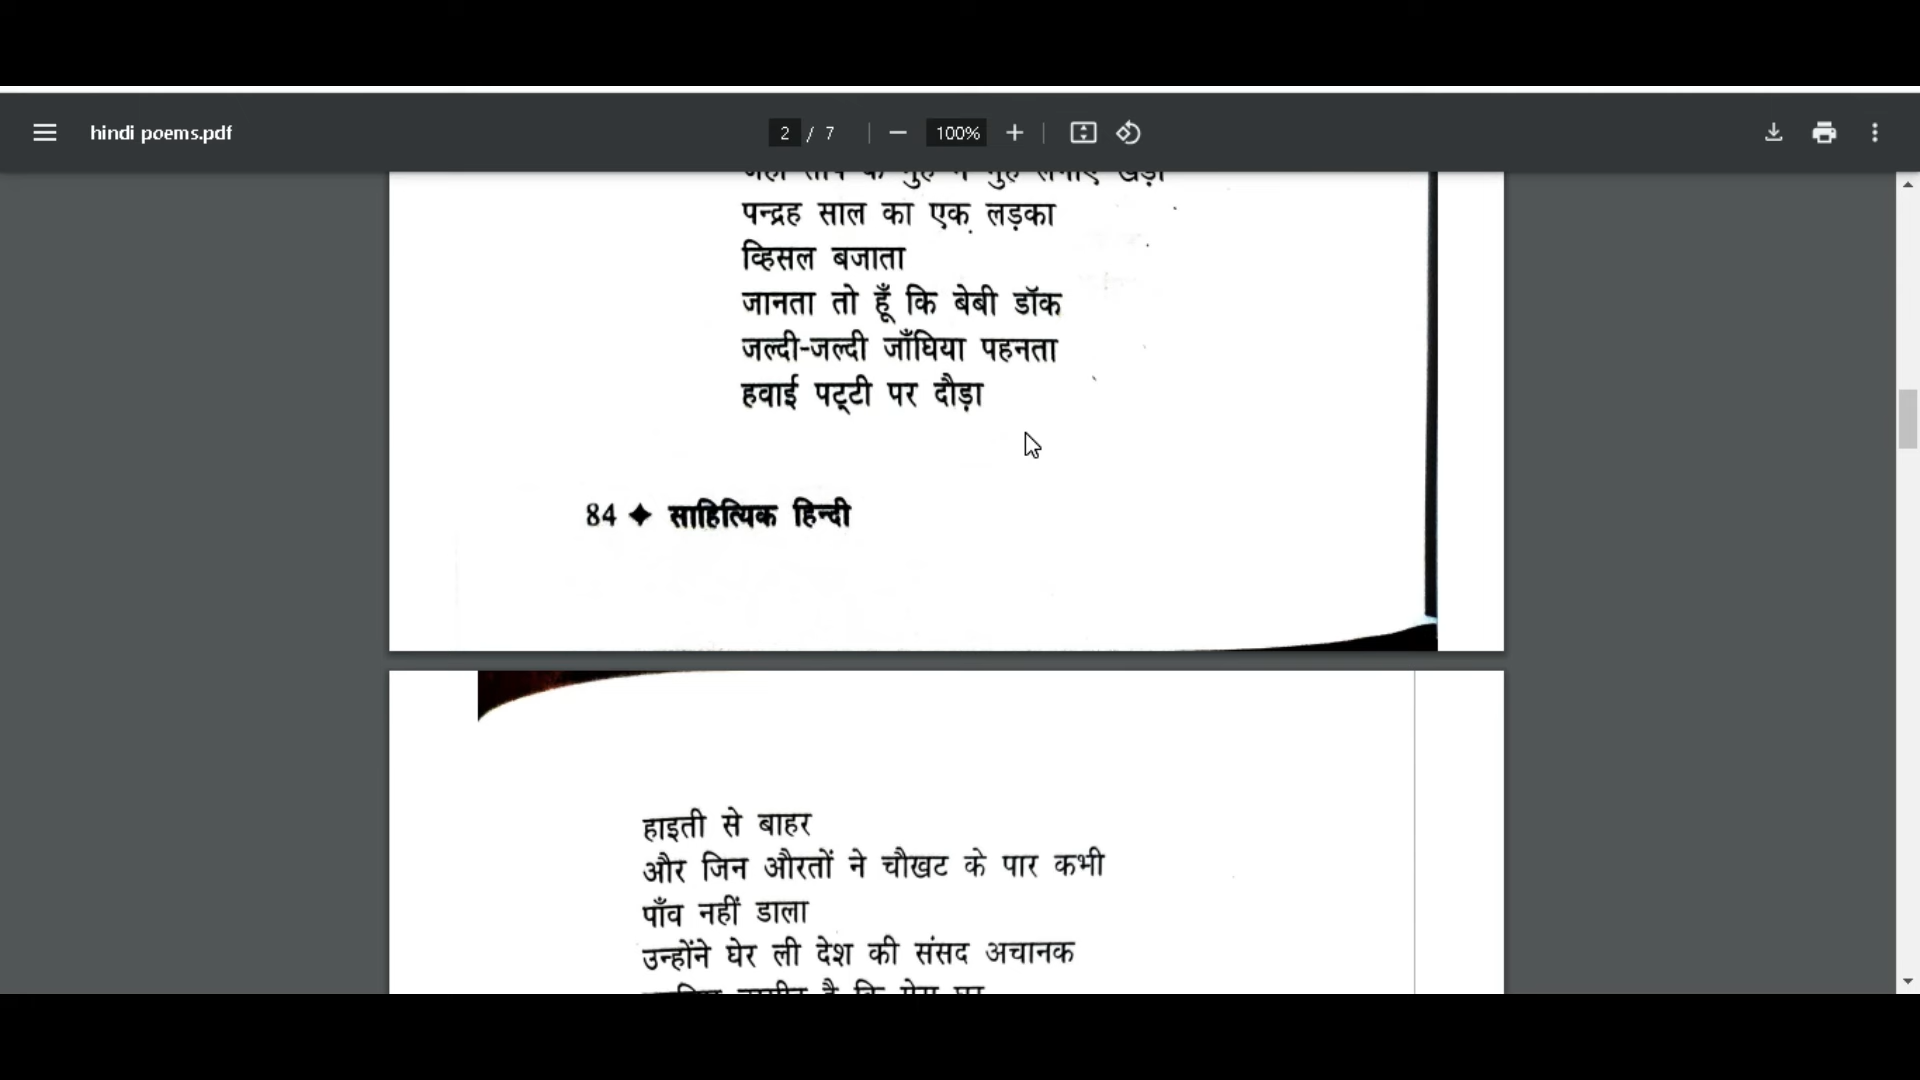 hindi poems.pdf
2 / 7
100%
पन्द्रह साल का एक लड़का
व्हिसल बजाता
जानता तो हूँ कि बेबी डॉक
जल्दी-जल्दी जाँघिया पहनता
हवाई पट्टी पर दौड़ा
84 ✦ साहित्यिक हिन्दी
हाइती से बाहर
और जिन औरतों ने चौखट के पार कभी
पाँव नहीं डाला
उन्होंने घेर ली देश की संसद अचानक